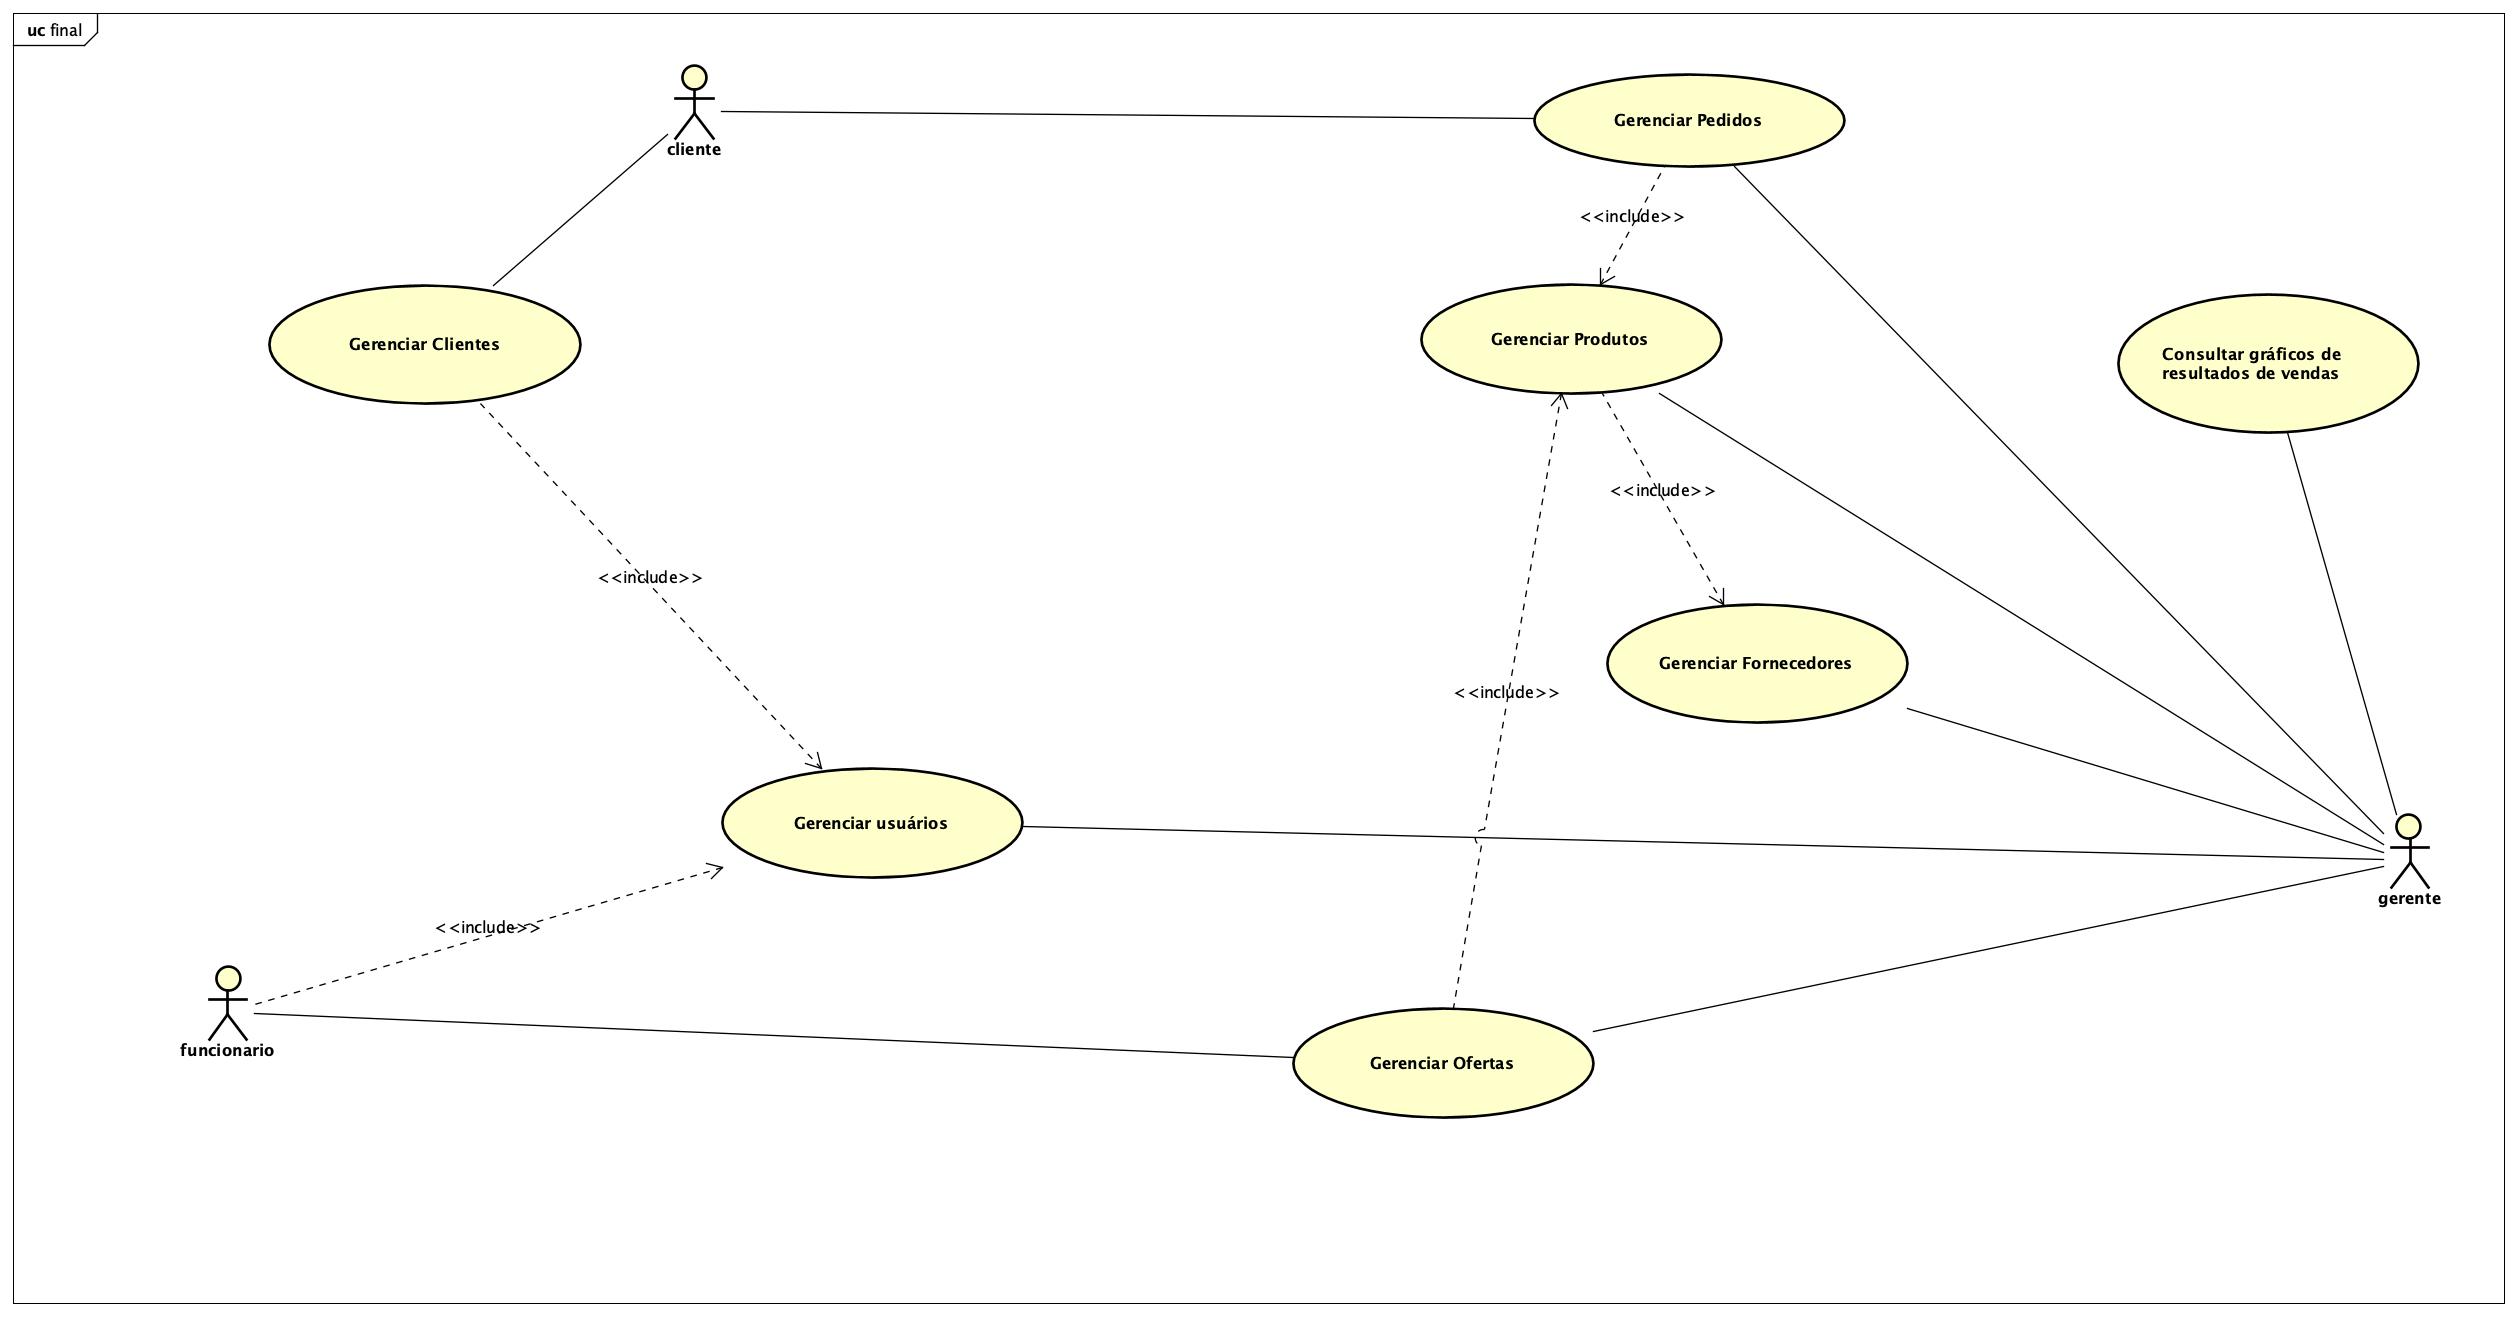 uc final
cliente
Gerenciar Pedidos
<<include>>
Gerenciar Clientes
Gerenciar Produtos
Consultar gráficos de
resultados de vendas
<<include>>
<<include>>
Gerenciar Fornecedores
<<include>>
Gerenciar usuários
gerente
<<include>>
funcionario
Gerenciar Ofertas